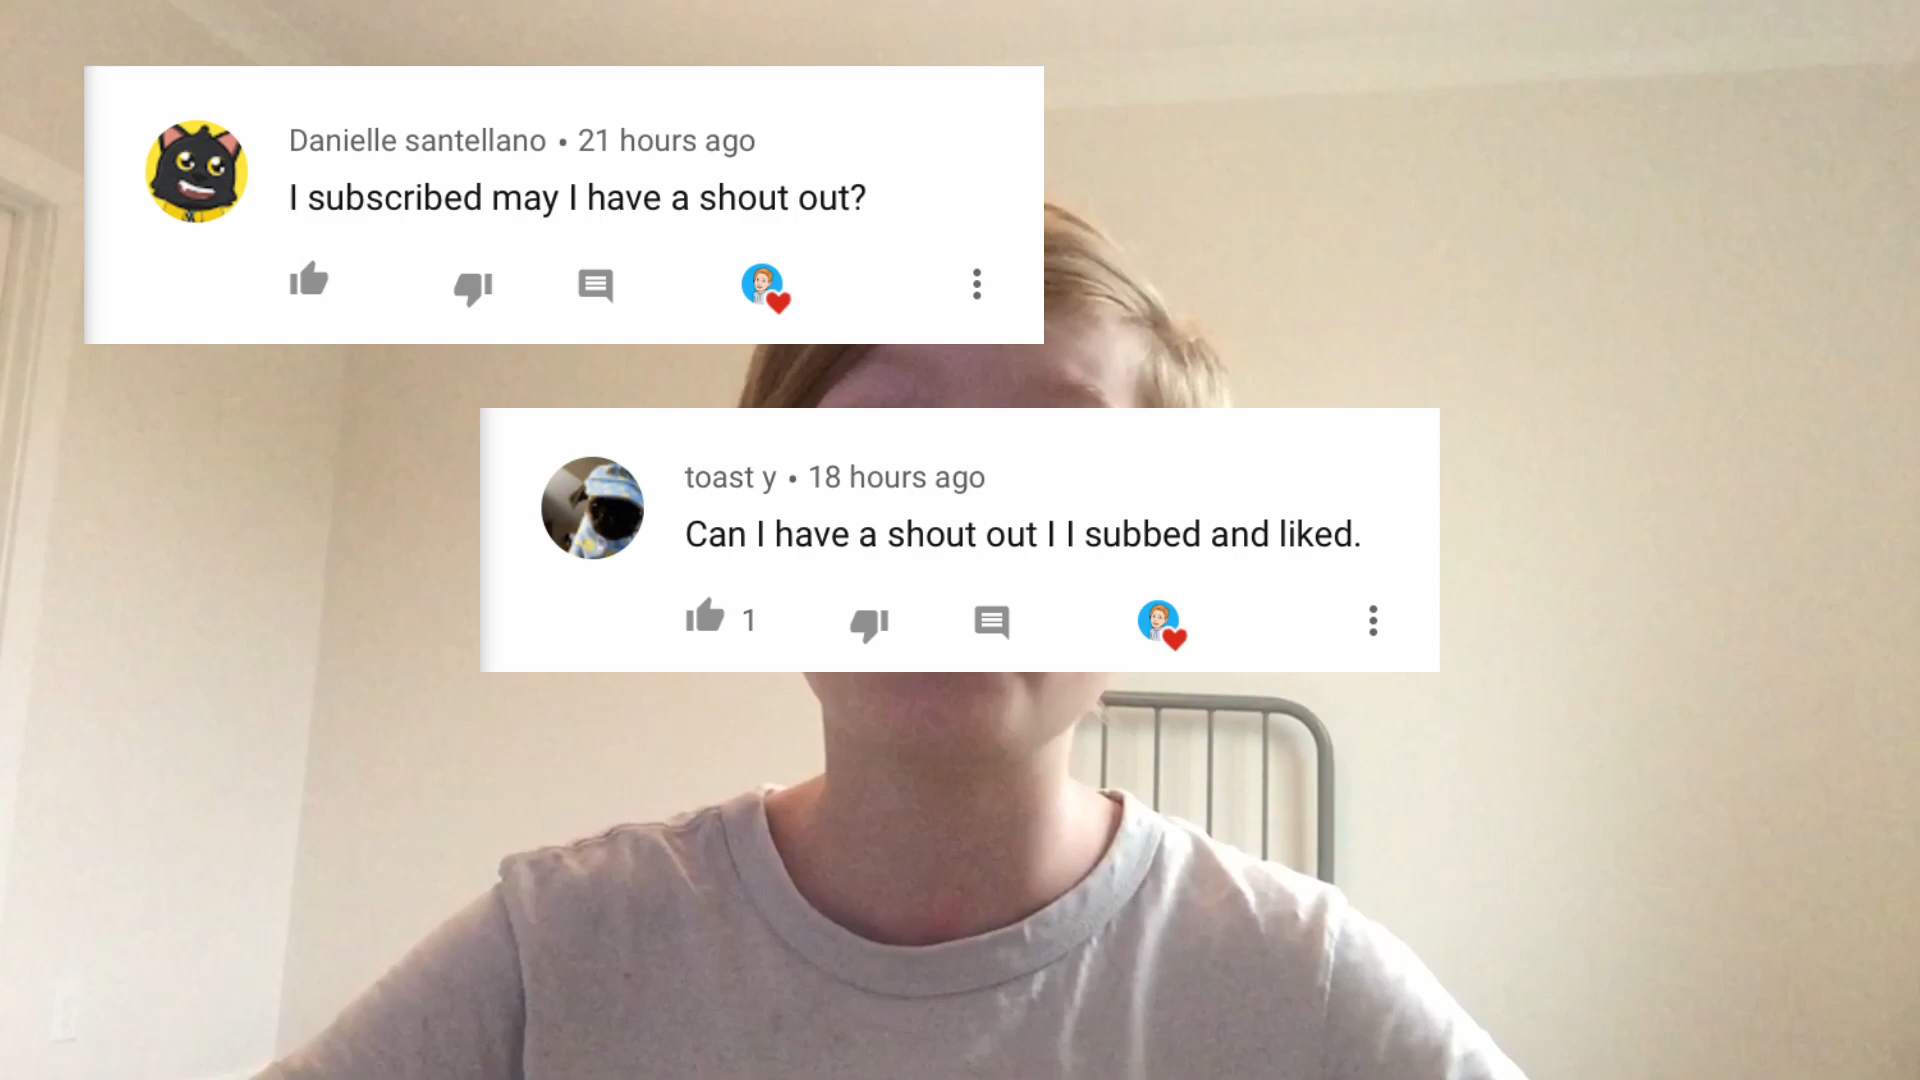 Danielle santellano • 21 hours ago
I subscribed may I have a shout out?
toast y • 18 hours ago
Can I have a shout out I I subbed and liked.
1